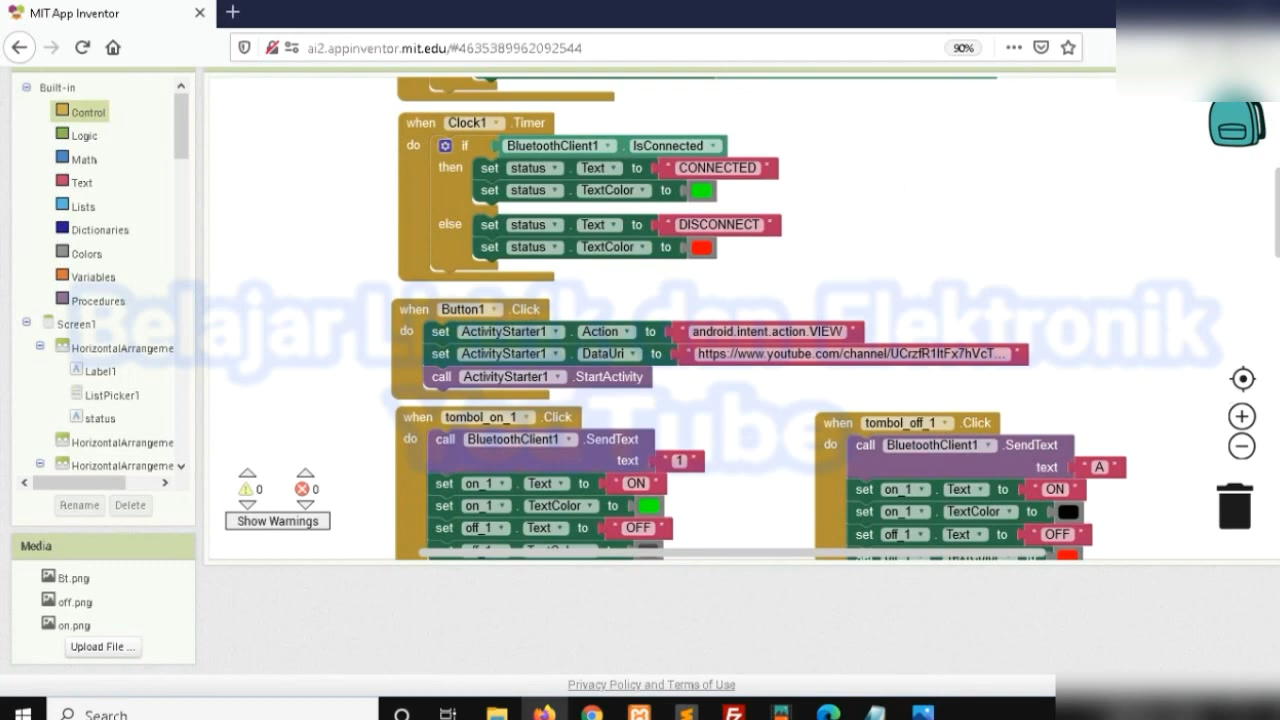 MIT App Inventor
ai2.appinventor.mit.edu/#4635389962092544
90%
Built-in
Control
Logic
Math
Text
Lists
Dictionaries
Colors
Variables
Procedures
Screen1
HorizontalArrangeme
Label1
ListPicker1
status
HorizontalArrangeme
HorizontalArrangeme
Rename Delete
Media
Bt.png
off.png
on.png
Upload File ...
when Clock1 .Timer
do if BluetoothClient1 . IsConnected
then set status . Text to " CONNECTED "
set status . TextColor to
else set status . Text to " DISCONNECT "
set status . TextColor to
when Button1 .Click
do set ActivityStarter1 . Action to " android.intent.action.VIEW "
set ActivityStarter1 . DataUri to " https://www.youtube.com/channel/UCrzfR1ItFx7hVcT... "
call ActivityStarter1 .StartActivity
when tombol_on_1 .Click
do call BluetoothClient1 .SendText
text " 1 "
set on_1 . Text to " ON "
set on_1 . TextColor to
set off_1 . Text to " OFF "
when tombol_off_1 .Click
do call BluetoothClient1 .SendText
text " A "
set on_1 . Text to " ON "
set on_1 . TextColor to
set off_1 . Text to " OFF "
Belajar Listrik dan Elektronik
YouTube
0 0
Show Warnings
Privacy Policy and Terms of Use
Search